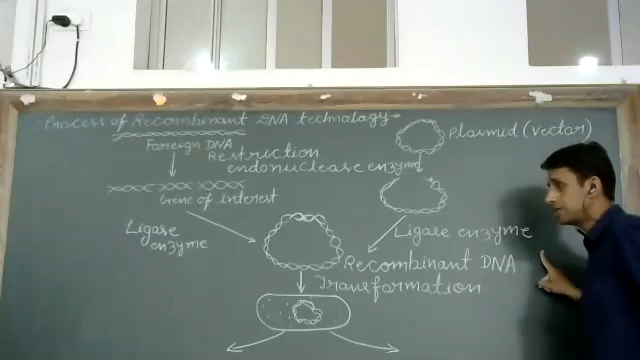 Process of Recombinant DNA technology
Plasmid (Vector)
Foreign DNA
Restriction
endonuclease enzyme
Gene of interest
Ligase
enzyme
Ligase enzyme
Recombinant DNA
Transformation